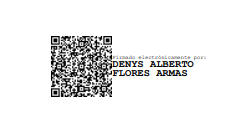 Firmado electrónicamente por:
DENYS ALBERTO
FLORES ARMAS